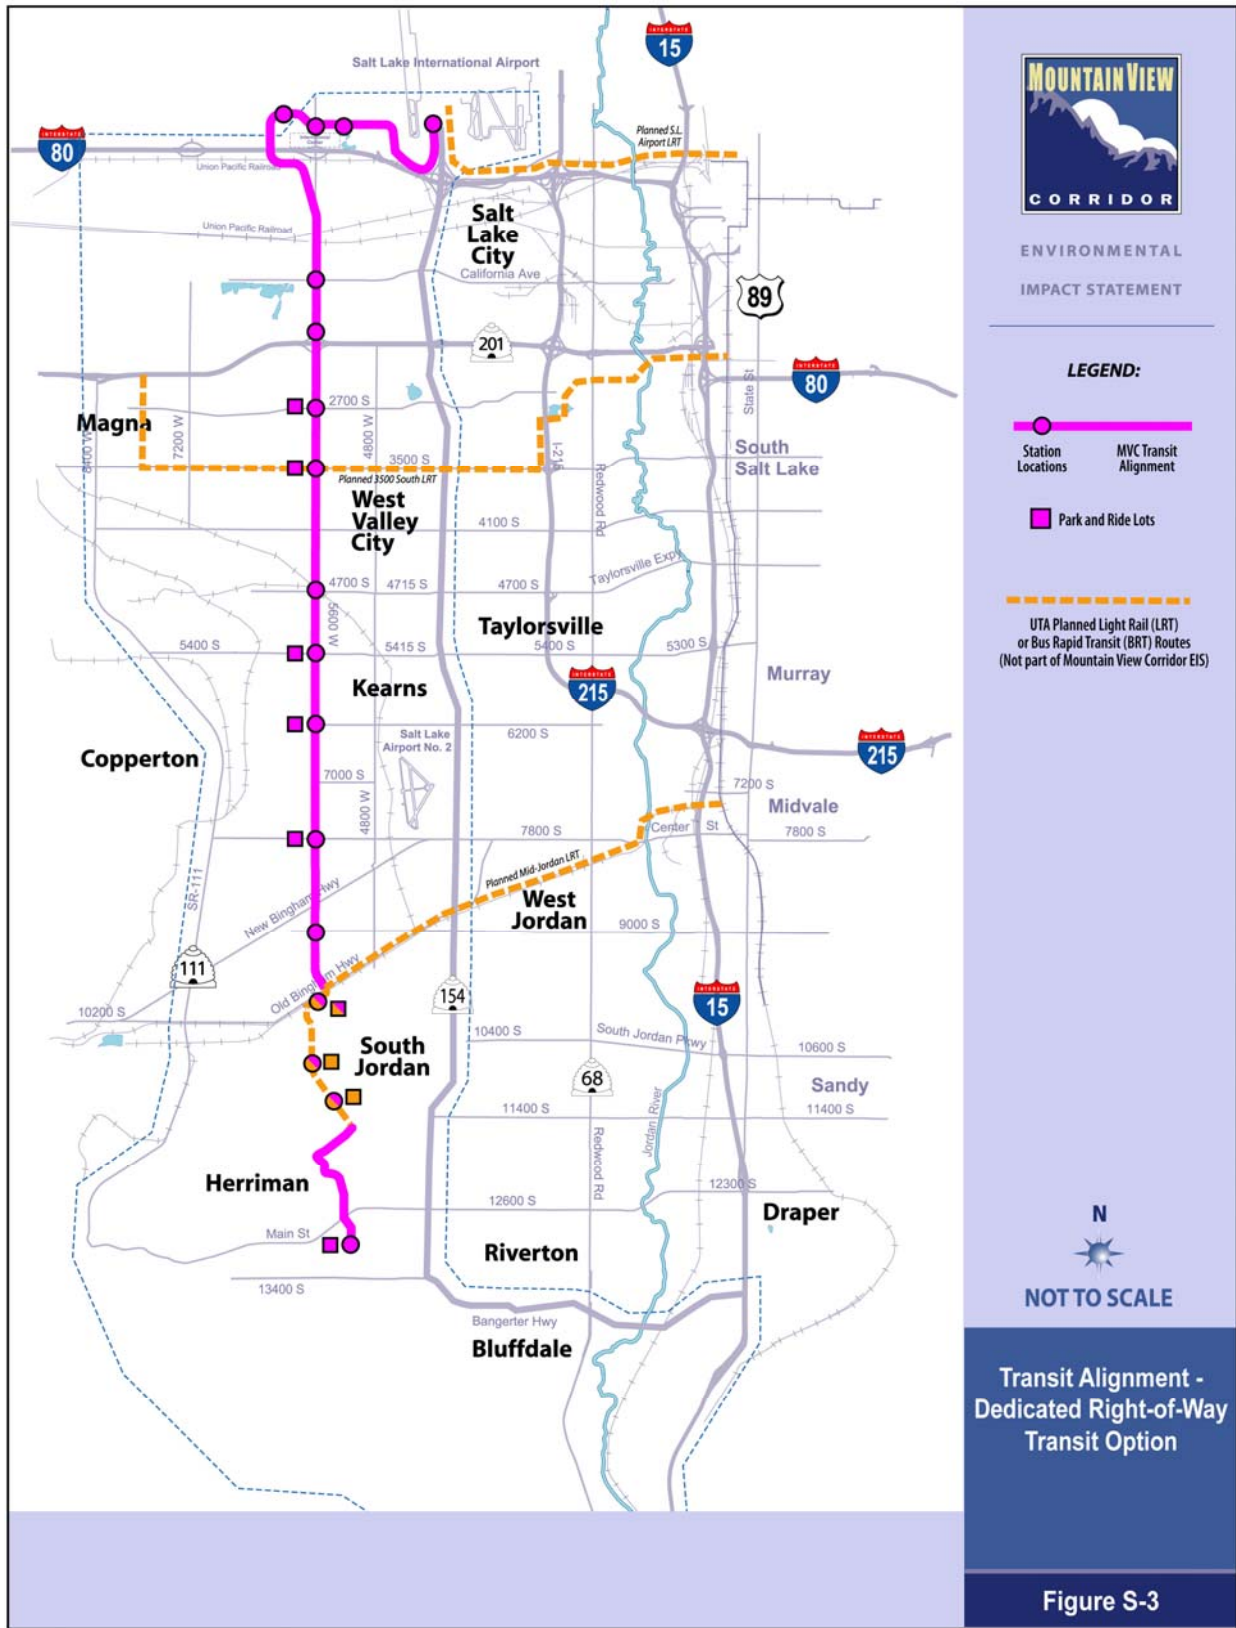 INTERSTATE
15
Salt Lake International Airport
Planned S.L.
Airport LRT
INTERSTATE
80
Union Pacific Railroad
Salt
Lake
City
Union Pacific Railroad
California Ave
89
201
INTERSTATE
80
State St
2700 S
Magna
8400 W
7200 W
4800 W
I-215
South
Salt Lake
3500 S
Planned 3500 South LRT
Redwood Rd
West
Valley
City
4100 S
Taylorsville Expy
4700 S
4715 S
4700 S
5600 W
Taylorsville
5400 S
5415 S
5400 S
5300 S
Murray
Kearns
INTERSTATE
215
Salt Lake
Airport No. 2
6200 S
INTERSTATE
215
Copperton
7000 S
7200 S
4800 W
Midvale
7800 S
Center St
7800 S
Planned Mid-Jordan LRT
SR-111
New Bingham Hwy
West
Jordan
9000 S
111
Old Bingham Hwy
154
INTERSTATE
15
10200 S
10400 S
South Jordan Pkwy
10600 S
South
Jordan
68
Sandy
11400 S
11400 S
Jordan River
Redwood Rd
Herriman
12300 S
12600 S
Draper
Main St
Riverton
13400 S
Bangerter Hwy
Bluffdale
MOUNTAIN VIEW
CORRIDOR
ENVIRONMENTAL
IMPACT STATEMENT
LEGEND:
Station
Locations
MVC Transit
Alignment
Park and Ride Lots
UTA Planned Light Rail (LRT)
or Bus Rapid Transit (BRT) Routes
(Not part of Mountain View Corridor EIS)
N
NOT TO SCALE
Transit Alignment -
Dedicated Right-of-Way
Transit Option
Figure S-3